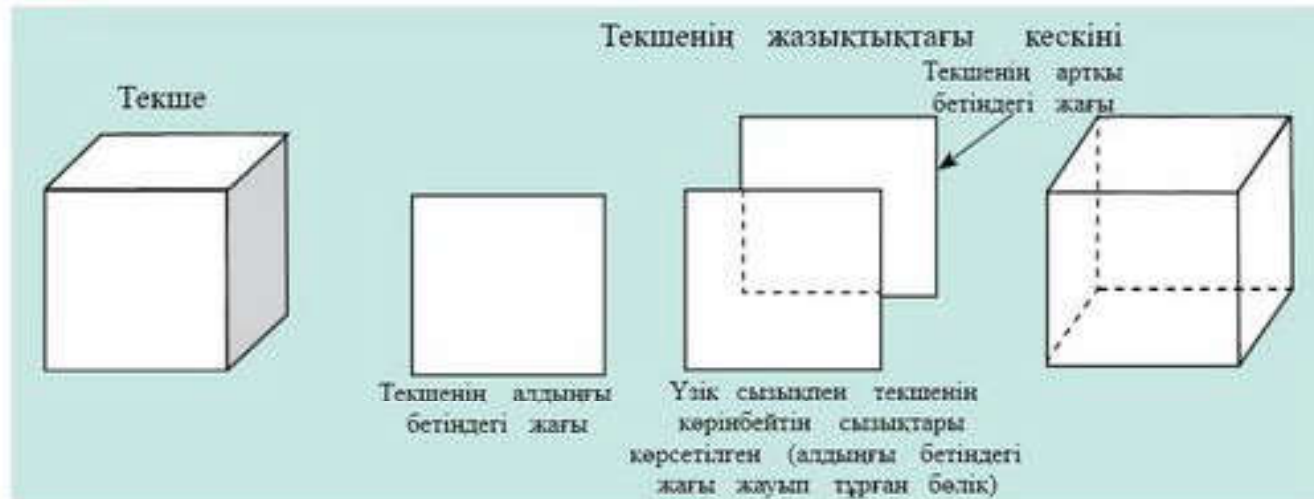 Текшенің жазықтықтағы кескіні
Текше
Текшенің артқы
бетіндегі жағы
Текшенің алдыңғы
бетіндегі жағы
Үзік сызықпен текшенің
көрінбейтін сызықтары
көрсетілген (алдыңғы бетіндегі
жағы жауып тұрған бөлік)